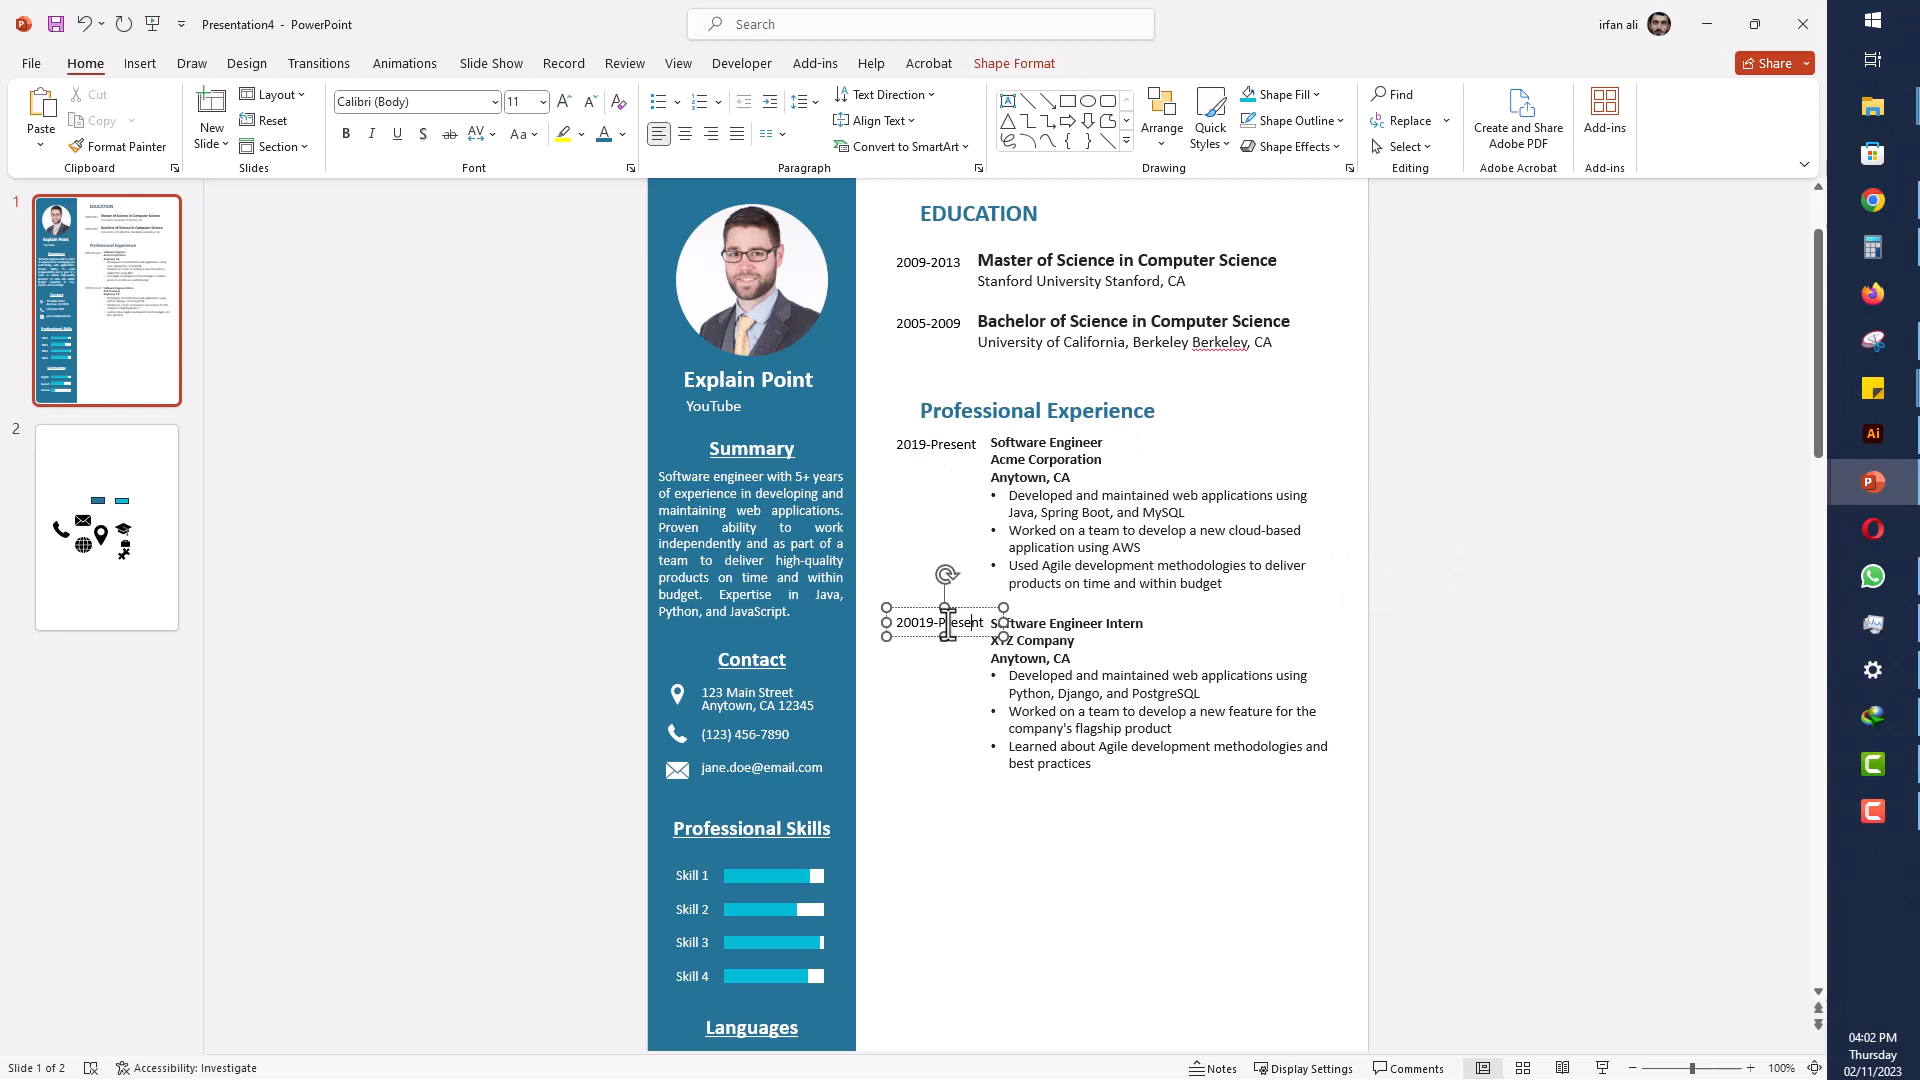 Presentation4 - PowerPoint
Search
irfan ali
File Home Insert Draw Design Transitions Animations Slide Show Record Review View Developer Add-ins Help Acrobat Shape Format
Share
Paste
Cut
Copy
Format Painter
Clipboard
New
Slide
Layout
Reset
Section
Slides
Calibri (Body) 11
Font
Text Direction
Align Text
Convert to SmartArt
Paragraph
Arrange
Quick
Styles
Shape Fill
Shape Outline
Shape Effects
Drawing
Find
Replace
Select
Editing
Create and Share
Adobe PDF
Adobe Acrobat
Add-ins
Add-ins
1
2
Explain Point
YouTube
Summary
Software engineer with 5+ years
of experience in developing and
maintaining web applications.
Proven ability to work
independently and as part of a
team to deliver high-quality
products on time and within
budget. Expertise in Java,
Python, and JavaScript.
Contact
123 Main Street
Anytown, CA 12345
(123) 456-7890
jane.doe@email.com
Professional Skills
Skill 1
Skill 2
Skill 3
Skill 4
Languages
EDUCATION
2009-2013 Master of Science in Computer Science
Stanford University Stanford, CA
2005-2009 Bachelor of Science in Computer Science
University of California, Berkeley Berkeley, CA
Professional Experience
2019-Present Software Engineer
Acme Corporation
Anytown, CA
• Developed and maintained web applications using
Java, Spring Boot, and MySQL
• Worked on a team to develop a new cloud-based
application using AWS
• Used Agile development methodologies to deliver
products on time and within budget
20019-Present Software Engineer Intern
XYZ Company
Anytown, CA
• Developed and maintained web applications using
Python, Django, and PostgreSQL
• Worked on a team to develop a new feature for the
company's flagship product
• Learned about Agile development methodologies and
best practices
Slide 1 of 2
Accessibility: Investigate
Notes
Display Settings
Comments
100%
04:02 PM
Thursday
02/11/2023